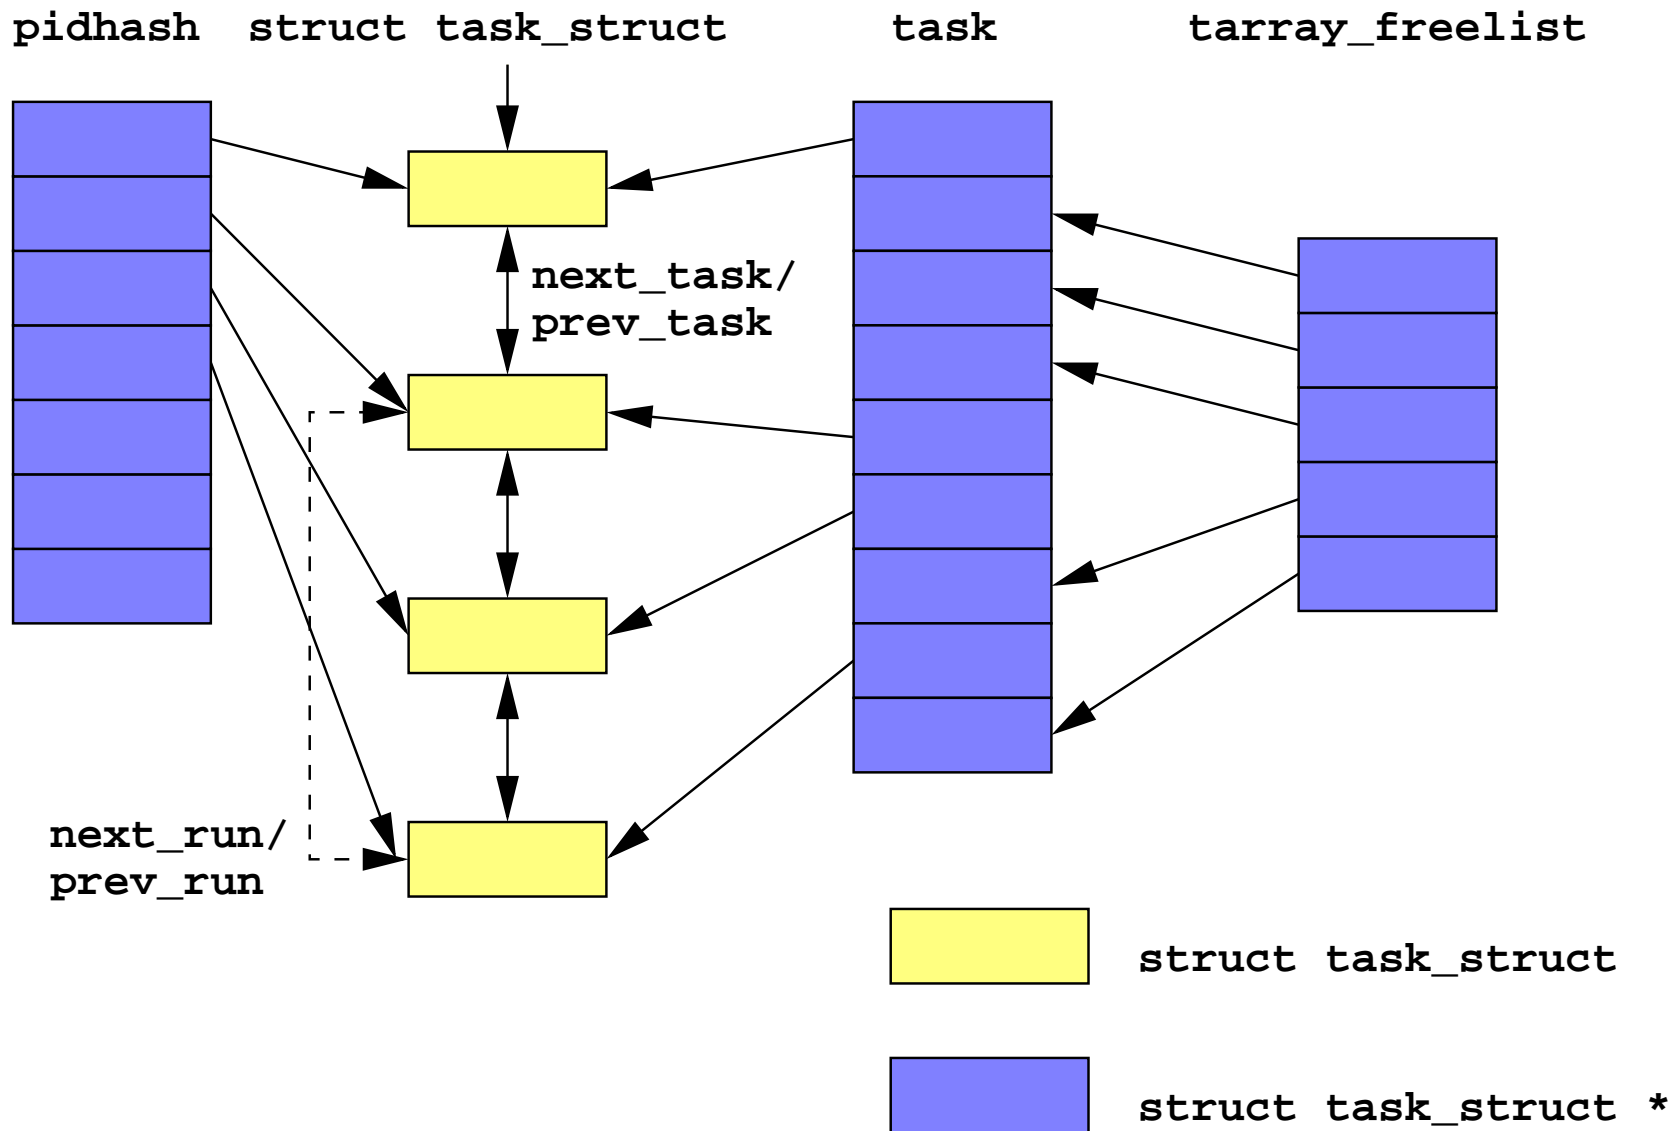 pidhash struct task_struct task tarray_freelist
next_task/
prev_task
next_run/
prev_run
struct task_struct
struct task_struct *